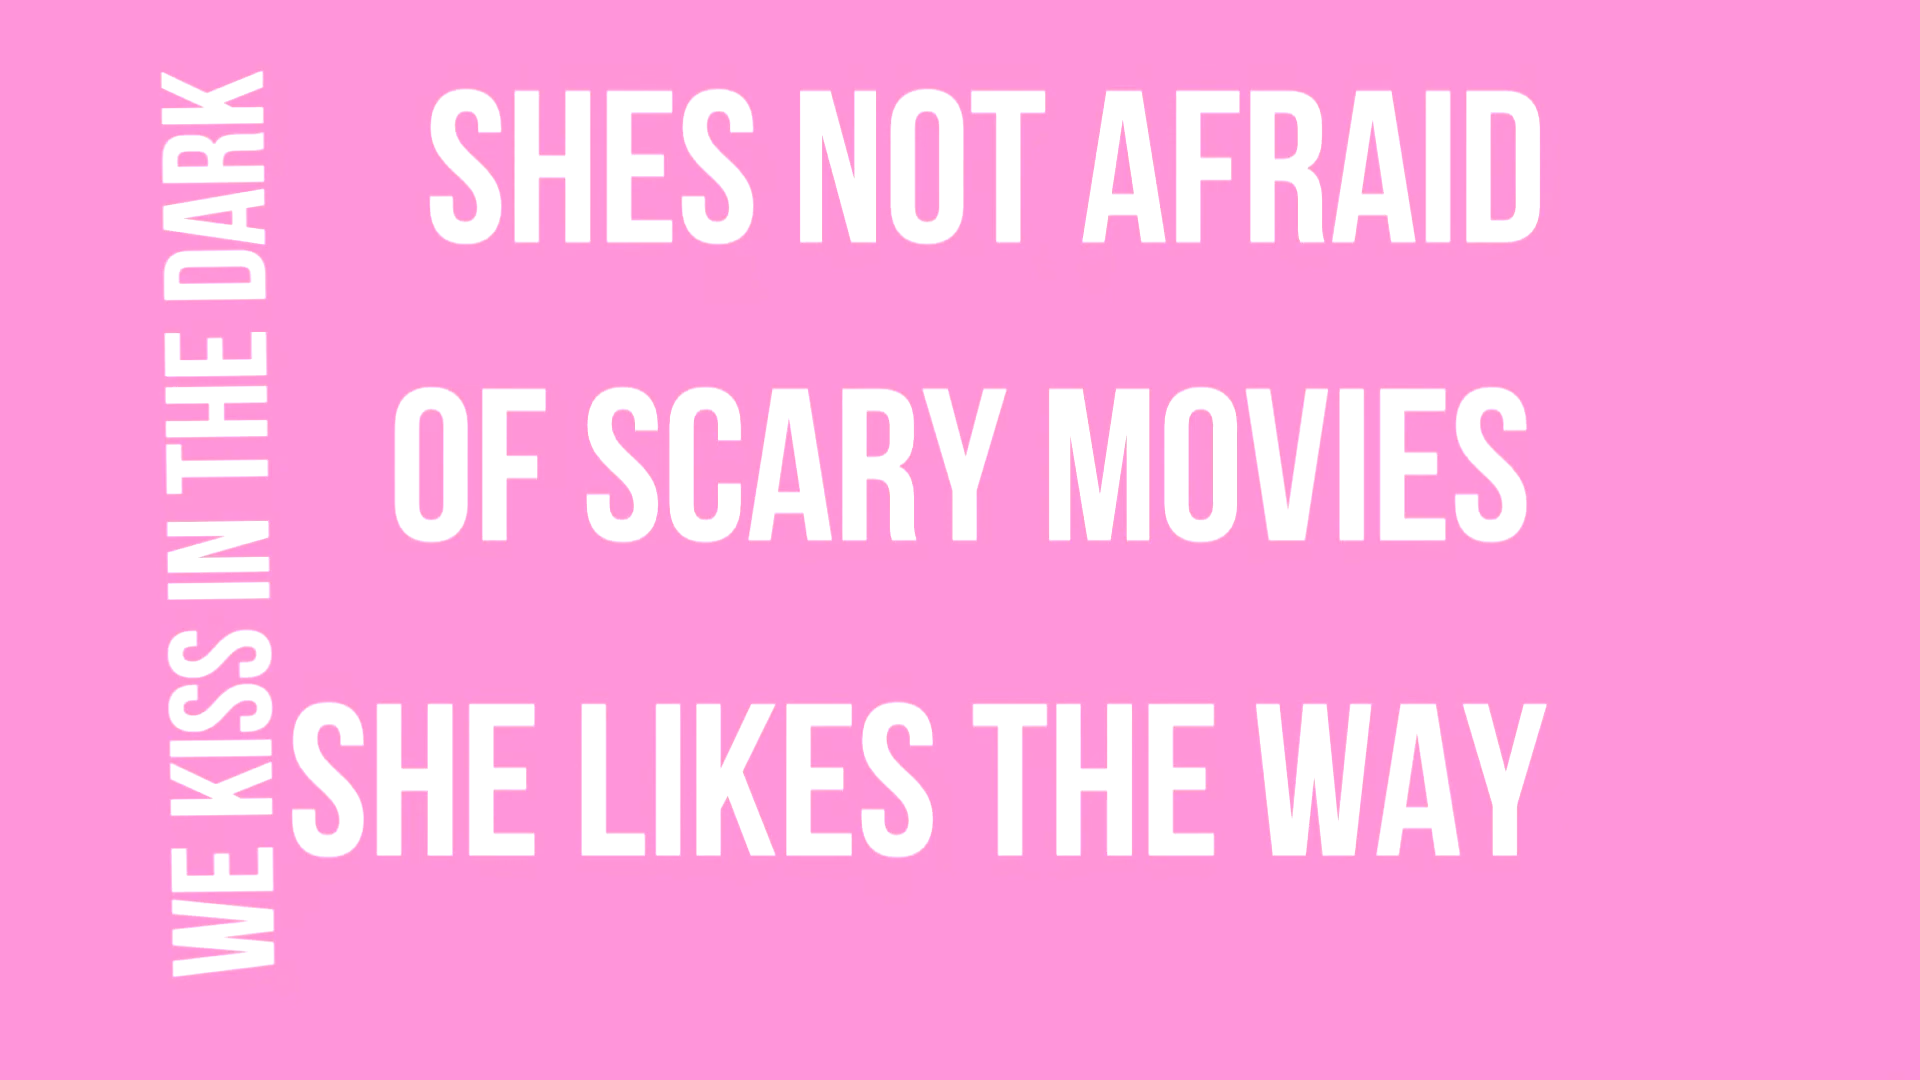 SHES NOT AFRAID
OF SCARY MOVIES
SHE LIKES THE WAY
WE KISS IN THE DARK